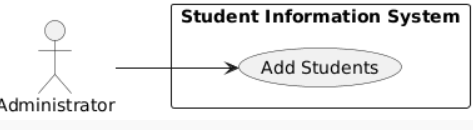 Student Information System
Add Students
Administrator